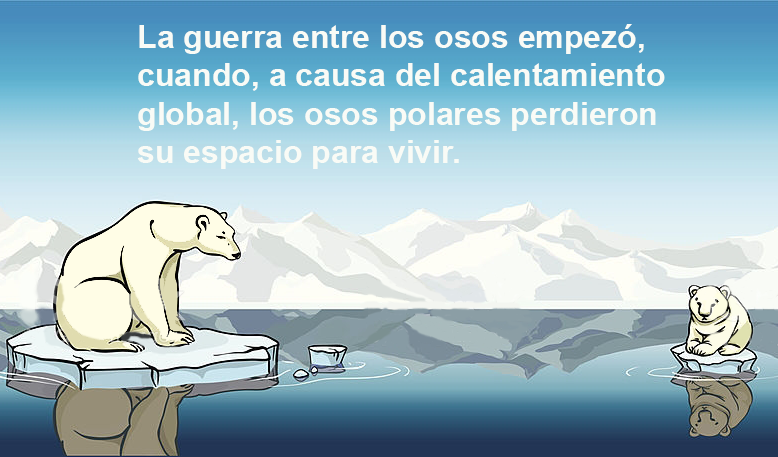 La guerra entre los osos empezó,
cuando, a causa del calentamiento
global, los osos polares perdieron
su espacio para vivir.